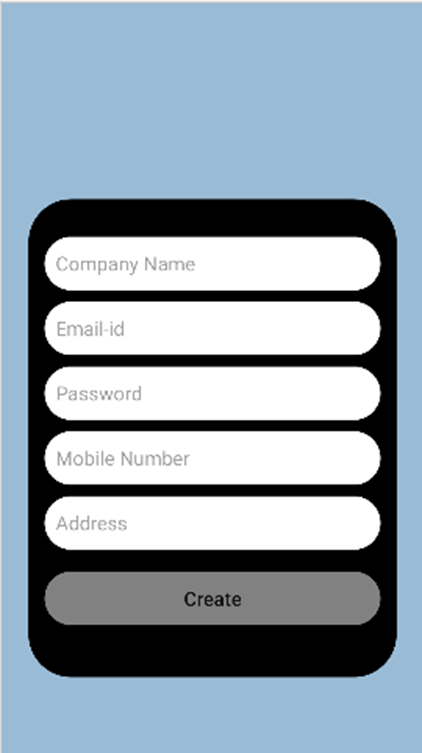 Company Name
Email-id
Password
Mobile Number
Address
Create